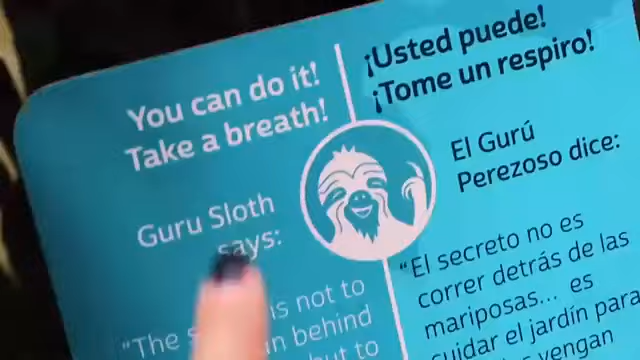 You can do it!
Take a breath!
Guru Sloth
says:
"The is not to
behind
but to
¡Usted puede!
¡Tome un respiro!
El Gurú
Perezoso dice:
"El secreto no es
correr detrás de las
mariposas... es
cuidar el jardín para
vengan